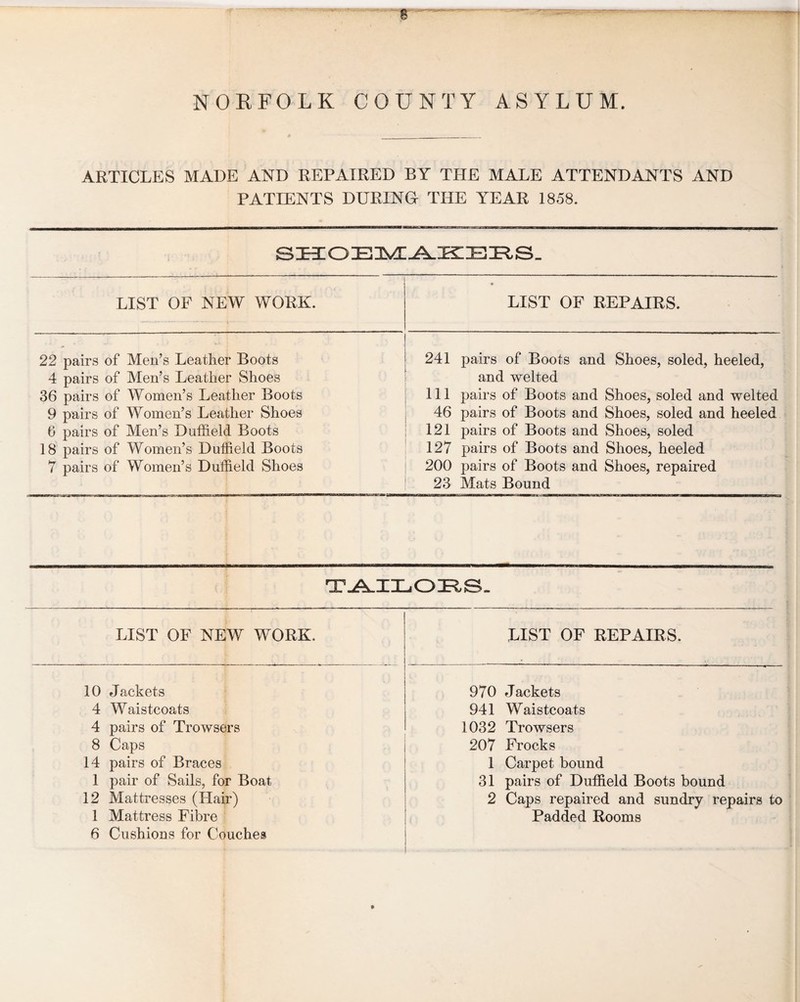 8
NORFOLK COUNTY ASYLUM.
ARTICLES MADE AND REPAIRED BY THE MALE ATTENDANTS AND
PATIENTS DURING THE YEAR 1858.
SHOEMAKERS.
LIST OF NEW WORK.
22 pairs of Men's Leather Boots
4 pairs of Men's Leather Shoes
36 pairs of Women's Leather Boots
9 pairs of Women's Leather Shoes
6 pairs of Men's Duffield Boots
18 pairs of Women's Duffield Boots
7 pairs of Women's Duffield Shoes
LIST OF REPAIRS.
241 pairs of Boots and Shoes, soled, heeled,
and welted
111 pairs of Boots and Shoes, soled and welted
46 pairs of Boots and Shoes, soled and heeled
121 pairs of Boots and Shoes, soled
127 pairs of Boots and Shoes, heeled
200 pairs of Boots and Shoes, repaired
23 Mats Bound
TAILORS.
LIST OF NEW WORK.
10 Jackets
4 Waistcoats
4 pairs of Trowsers
8 Caps
14 pairs of Braces
1 pair of Sails, for Boat
12 Mattresses (Hair)
1 Mattress Fibre
6 Cushions for Couches
LIST OF REPAIRS.
970 Jackets
941 Waistcoats
1032 Trowsers
207 Frocks
1 Carpet bound
31 pairs of Duffield Boots bound
2 Caps repaired and sundry repairs to
Padded Rooms